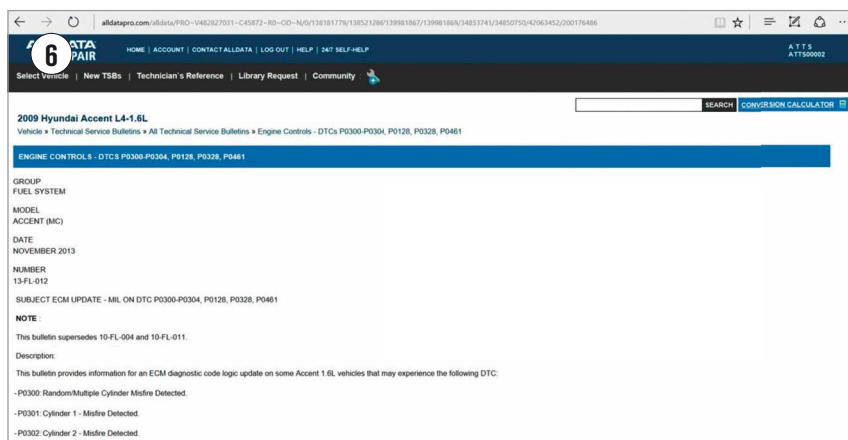 alldatapro.com/alldata/PRO~V482827031~C45872~R0~OD~N/0/138181779/138521286/139981867/139981869/34853741/34850750/42063452/200176486
6
HOME | ACCOUNT | CONTACT ALLDATA | LOG OUT | HELP | 24/7 SELF-HELP
A T T S
ATTS00002
Select Vehicle | New TSBs | Technician's Reference | Library Request | Community
SEARCH CONVERSION CALCULATOR
2009 Hyundai Accent L4-1.6L
Vehicle » Technical Service Bulletins » All Technical Service Bulletins » Engine Controls - DTCs P0300-P0304, P0128, P0328, P0461
ENGINE CONTROLS - DTCS P0300-P0304, P0128, P0328, P0461
GROUP
FUEL SYSTEM
MODEL
ACCENT (MC)
DATE
NOVEMBER 2013
NUMBER
13-FL-012
SUBJECT ECM UPDATE - MIL ON DTC P0300-P0304, P0128, P0328, P0461
NOTE :
This bulletin supersedes 10-FL-004 and 10-FL-011.
Description:
This bulletin provides information for an ECM diagnostic code logic update on some Accent 1.6L vehicles that may experience the following DTC:
- P0300: Random/Multiple Cylinder Misfire Detected.
- P0301: Cylinder 1 - Misfire Detected.
- P0302: Cylinder 2 - Misfire Detected.